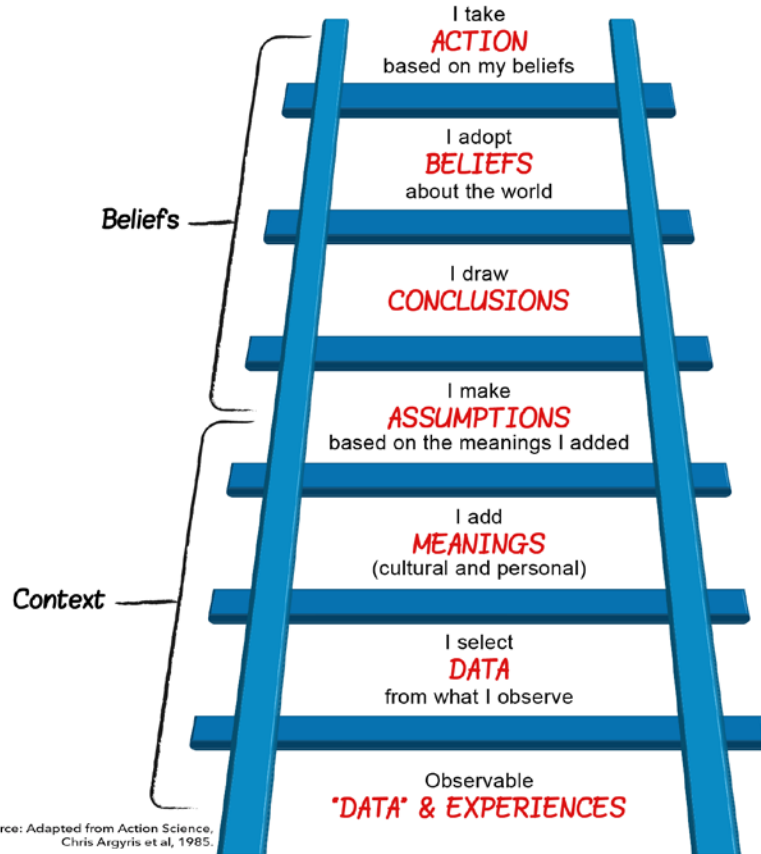 I take
ACTION
based on my beliefs
I adopt
BELIEFS
about the world
Beliefs
I draw
CONCLUSIONS
I make
ASSUMPTIONS
based on the meanings I added
I add
MEANINGS
(cultural and personal)
Context
I select
DATA
from what I observe
Observable
"DATA" & EXPERIENCES
rce: Adapted from Action Science,
Chris Argyris et al, 1985.